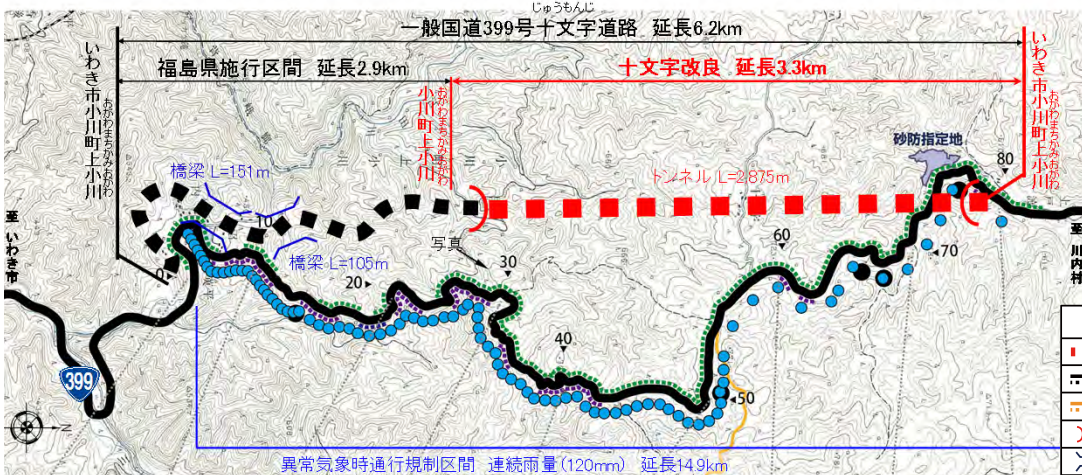 じゅうもんじ
一般国道399号十文字道路 延長6.2km
福島県施行区間 延長2.9km
十文字改良 延長3.3km
いわき市小川町上小川
おがわまちかみおがわ
小川町上小川
おがわまちかみおがわ
いわき市小川町上小川
おがわまちかみおがわ
砂防指定地
80
橋梁 L=151m
トンネル L=2,875m
橋梁 L=105m
写真
0
20
30
40
50
60
70
至 いわき市
至 川内村
399
N
異常気象時通行規制区間 連続雨量(120mm) 延長14.9km